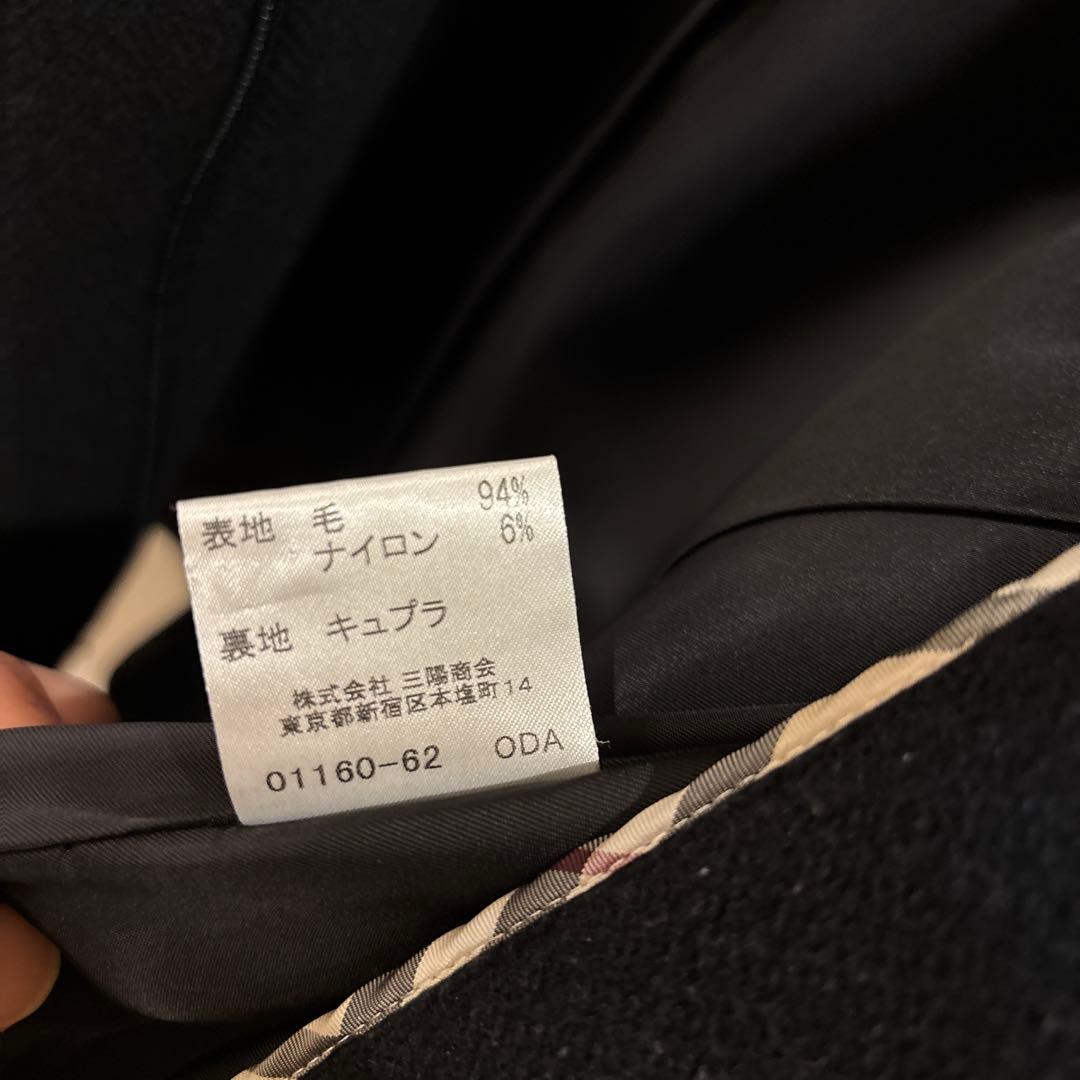 表地 毛 94%
ナイロン 6%
裏地 キュプラ
株式会社 三陽商会
東京都新宿区本塩町14
01160-62 ODA